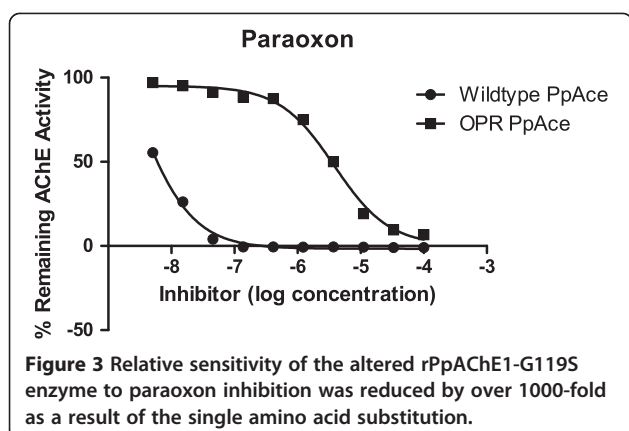 Paraoxon
% Remaining AChE Activity
100
50
0
-50
-8
-7
-6
-5
-4
-3
Inhibitor (log concentration)
Wildtype PpAce
OPR PpAce
Figure 3 Relative sensitivity of the altered rPpAChE1-G119S
enzyme to paraoxon inhibition was reduced by over 1000-fold
as a result of the single amino acid substitution.